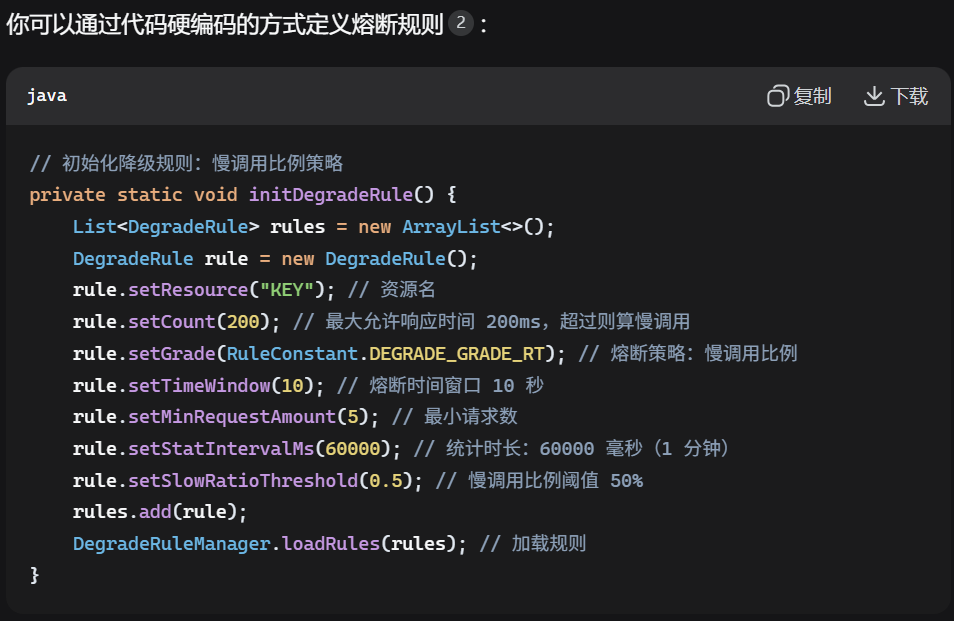 你可以通过代码硬编码的方式定义熔断规则 2 ：
java 复制 下载
// 初始化降级规则：慢调用比例策略
private static void initDegradeRule() {
    List<DegradeRule> rules = new ArrayList<>();
    DegradeRule rule = new DegradeRule();
    rule.setResource("KEY"); // 资源名
    rule.setCount(200); // 最大允许响应时间 200ms，超过则算慢调用
    rule.setGrade(RuleConstant.DEGRADE_GRADE_RT); // 熔断策略：慢调用比例
    rule.setTimeWindow(10); // 熔断时间窗口 10 秒
    rule.setMinRequestAmount(5); // 最小请求数
    rule.setStatIntervalMs(60000); // 统计时长：60000 毫秒（1 分钟）
    rule.setSlowRatioThreshold(0.5); // 慢调用比例阈值 50%
    rules.add(rule);
    DegradeRuleManager.loadRules(rules); // 加载规则
}